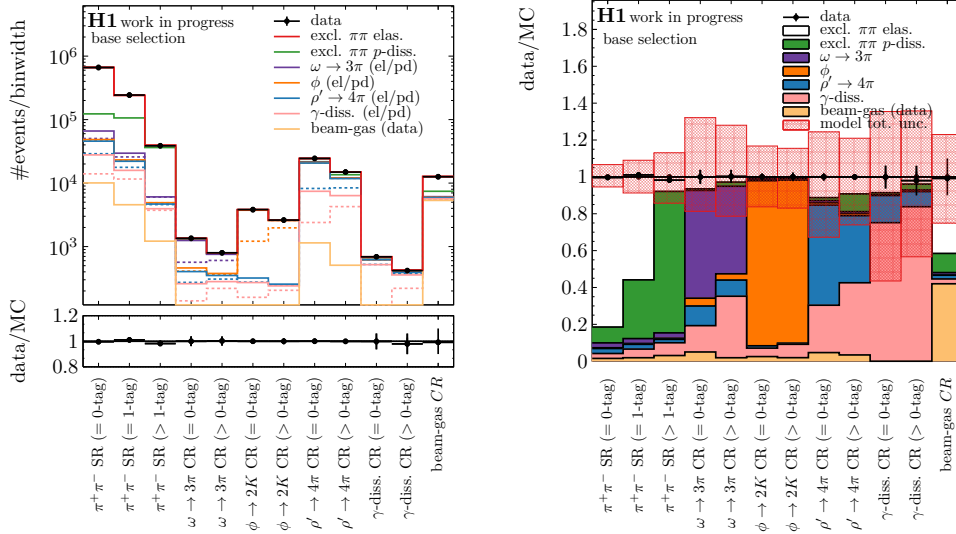 H1 work in progress
base selection
data
excl. ππ elas.
excl. ππ p-diss.
ω → 3π (el/pd)
ϕ (el/pd)
ρ′ → 4π (el/pd)
γ-diss. (el/pd)
beam-gas (data)
#events/binwidth
10⁶
10⁵
10⁴
10³
data/MC
1.2
1
0.8
π⁺π⁻ SR (= 0-tag)
π⁺π⁻ SR (= 1-tag)
π⁺π⁻ SR (> 1-tag)
ω → 3π CR (= 0-tag)
ω → 3π CR (> 0-tag)
ϕ → 2K CR (= 0-tag)
ϕ → 2K CR (> 0-tag)
ρ′ → 4π CR (= 0-tag)
ρ′ → 4π CR (> 0-tag)
γ-diss. CR (= 0-tag)
γ-diss. CR (> 0-tag)
beam-gas CR
H1 work in progress
base selection
data
excl. ππ elas.
excl. ππ p-diss.
ω → 3π
ϕ
ρ′ → 4π
γ-diss.
beam-gas (data)
model tot. unc.
data/MC
1.8
1.6
1.4
1.2
1
0.8
0.6
0.4
0.2
0
π⁺π⁻ SR (= 0-tag)
π⁺π⁻ SR (= 1-tag)
π⁺π⁻ SR (> 1-tag)
ω → 3π CR (= 0-tag)
ω → 3π CR (> 0-tag)
ϕ → 2K CR (= 0-tag)
ϕ → 2K CR (> 0-tag)
ρ′ → 4π CR (= 0-tag)
ρ′ → 4π CR (> 0-tag)
γ-diss. CR (= 0-tag)
γ-diss. CR (> 0-tag)
beam-gas CR